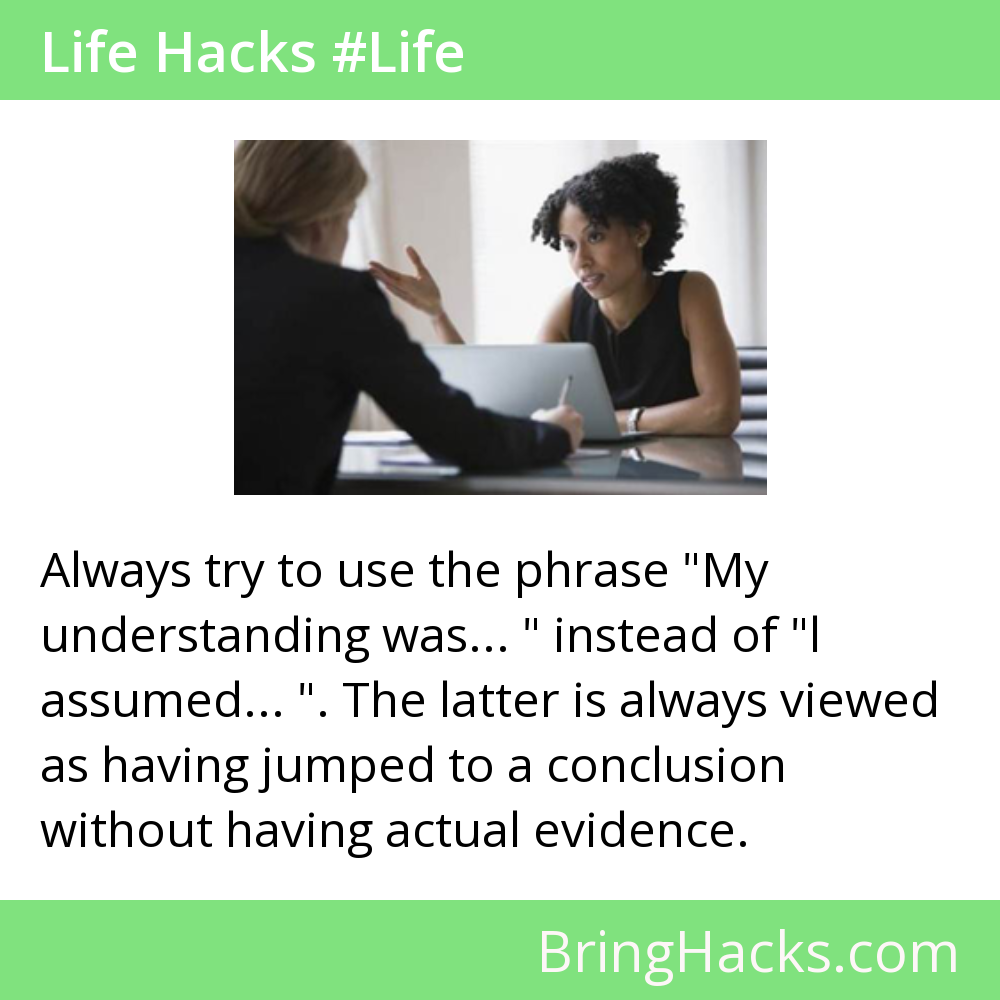 Life Hacks #Life
Always try to use the phrase "My
understanding was... " instead of "l
assumed... ". The latter is always viewed
as having jumped to a conclusion
without having actual evidence.
BringHacks.com